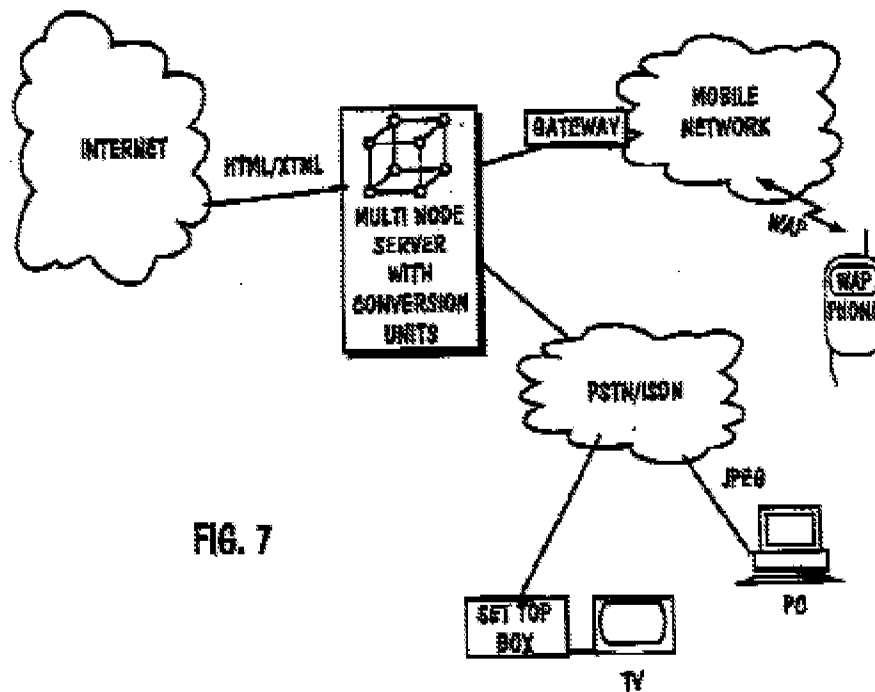 INTERNET
HTML/XTML
MULTI NODE
SERVER
WITH
CONVERSION
UNITS
GATEWAY
MOBILE
NETWORK
WAP
WAP
PHONE
PSTN/ISDN
JPEG
PC
SET TOP
BOX
TV
FIG. 7